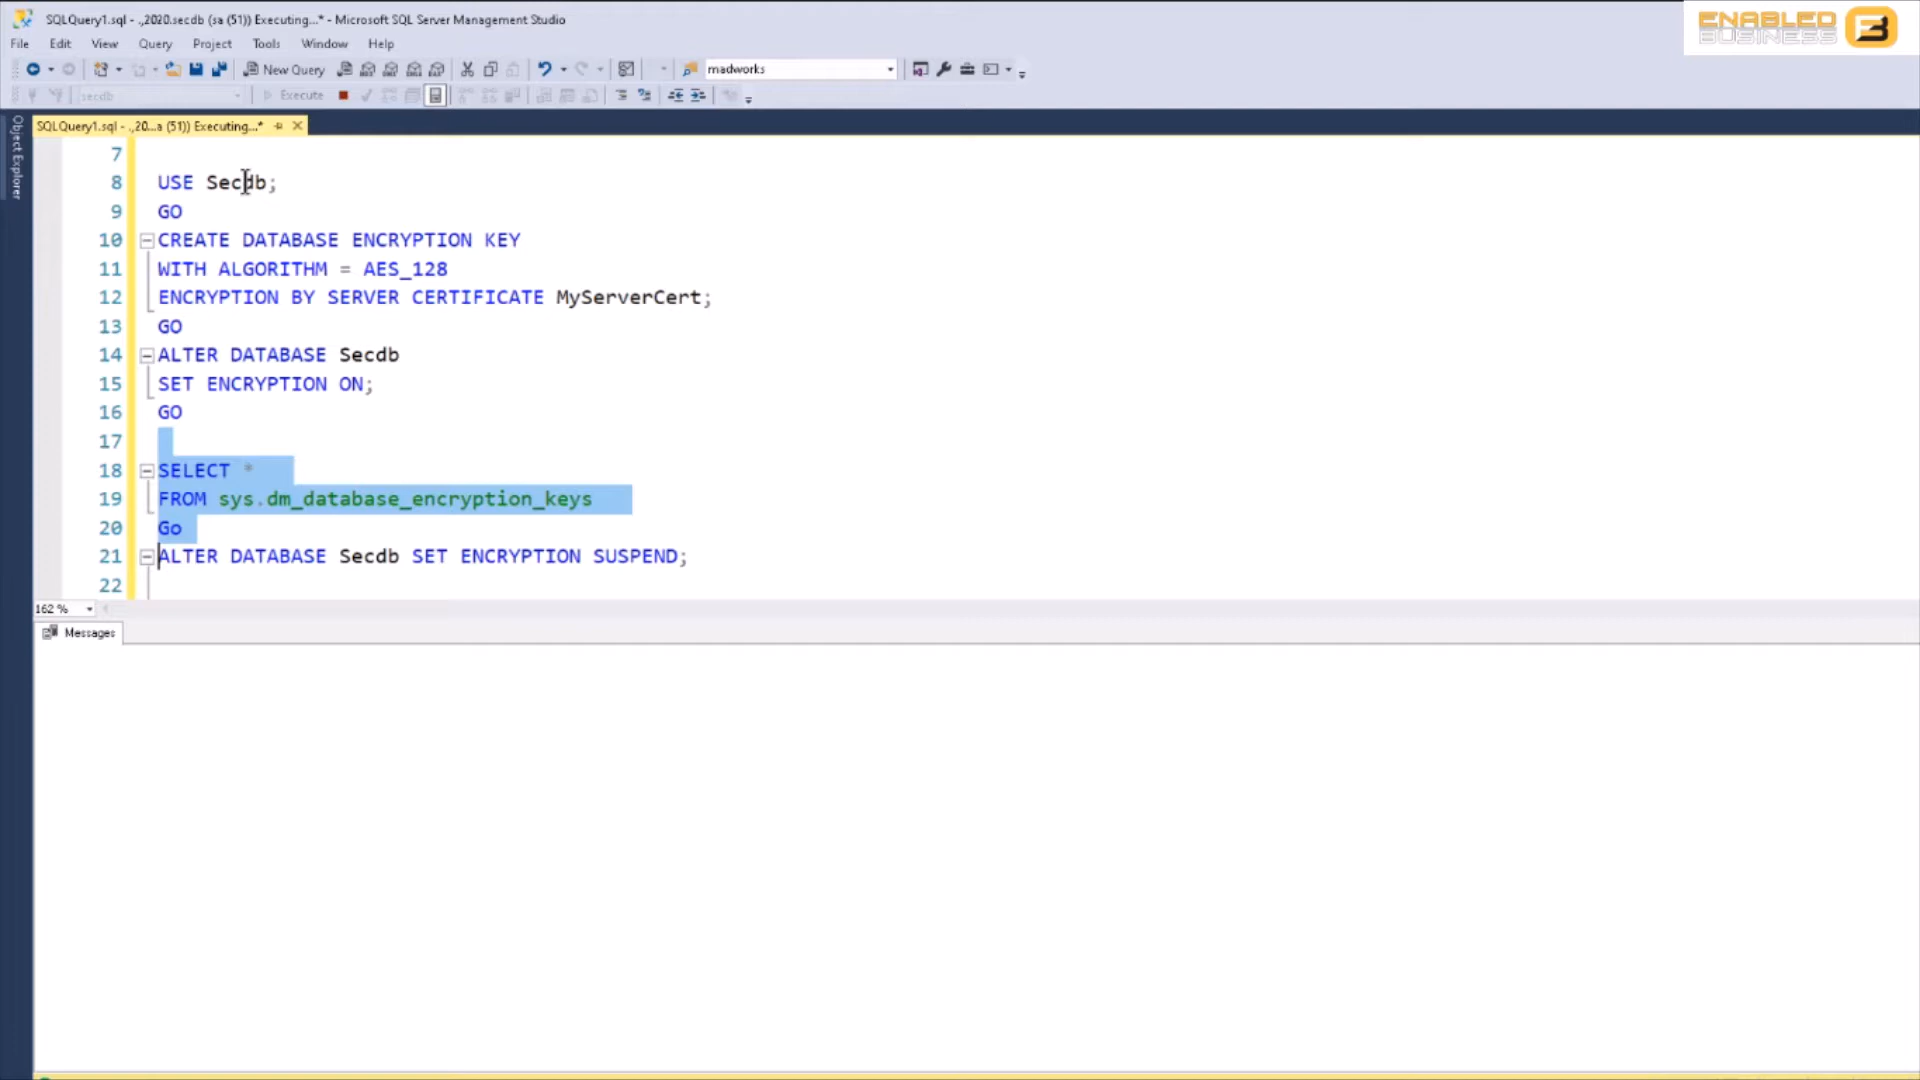 SQLQuery1.sql - .,2020.secdb (sa (51)) Executing...* - Microsoft SQL Server Management Studio
ENABLED
BUSINESS
File Edit View Query Project Tools Window Help
New Query
madworks
secdb
Execute
SQLQuery1.sql - .,20...a (51)) Executing...*
Object Explorer
7
8 USE Secdb;
9 GO
10 CREATE DATABASE ENCRYPTION KEY
11 WITH ALGORITHM = AES_128
12 ENCRYPTION BY SERVER CERTIFICATE MyServerCert;
13 GO
14 ALTER DATABASE Secdb
15 SET ENCRYPTION ON;
16 GO
17
18 SELECT *
19 FROM sys.dm_database_encryption_keys
20 Go
21 ALTER DATABASE Secdb SET ENCRYPTION SUSPEND;
22
162 %
Messages